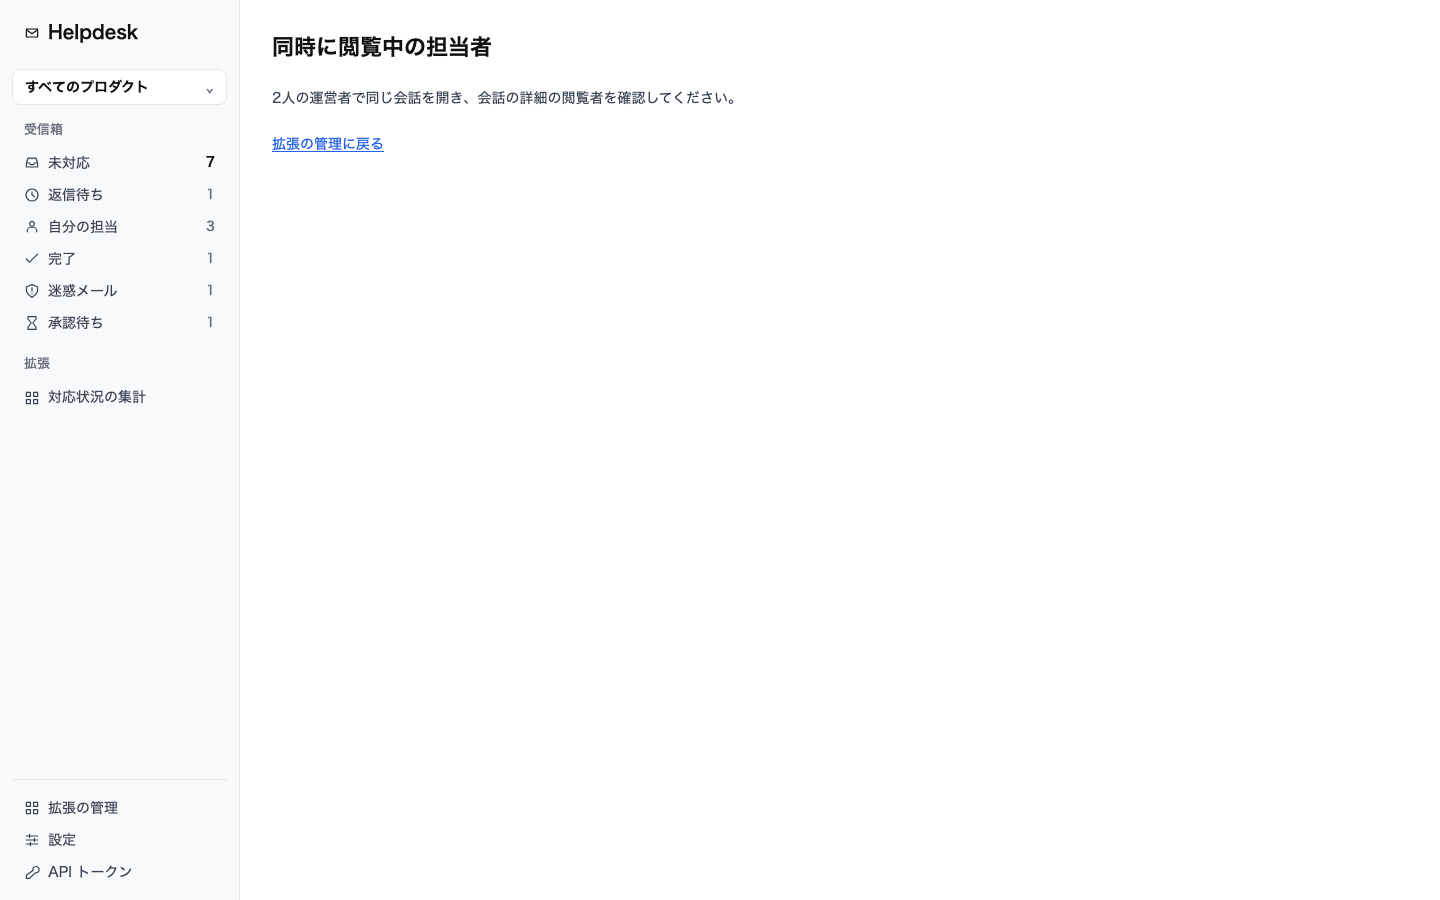 Helpdesk
すべてのプロダクト
受信箱
未対応 7
返信待ち 1
自分の担当 3
完了 1
迷惑メール 1
承認待ち 1
拡張
対応状況の集計
拡張の管理
設定
API トークン
同時に閲覧中の担当者
2人の運営者で同じ会話を開き、会話の詳細の閲覧者を確認してください。
拡張の管理に戻る